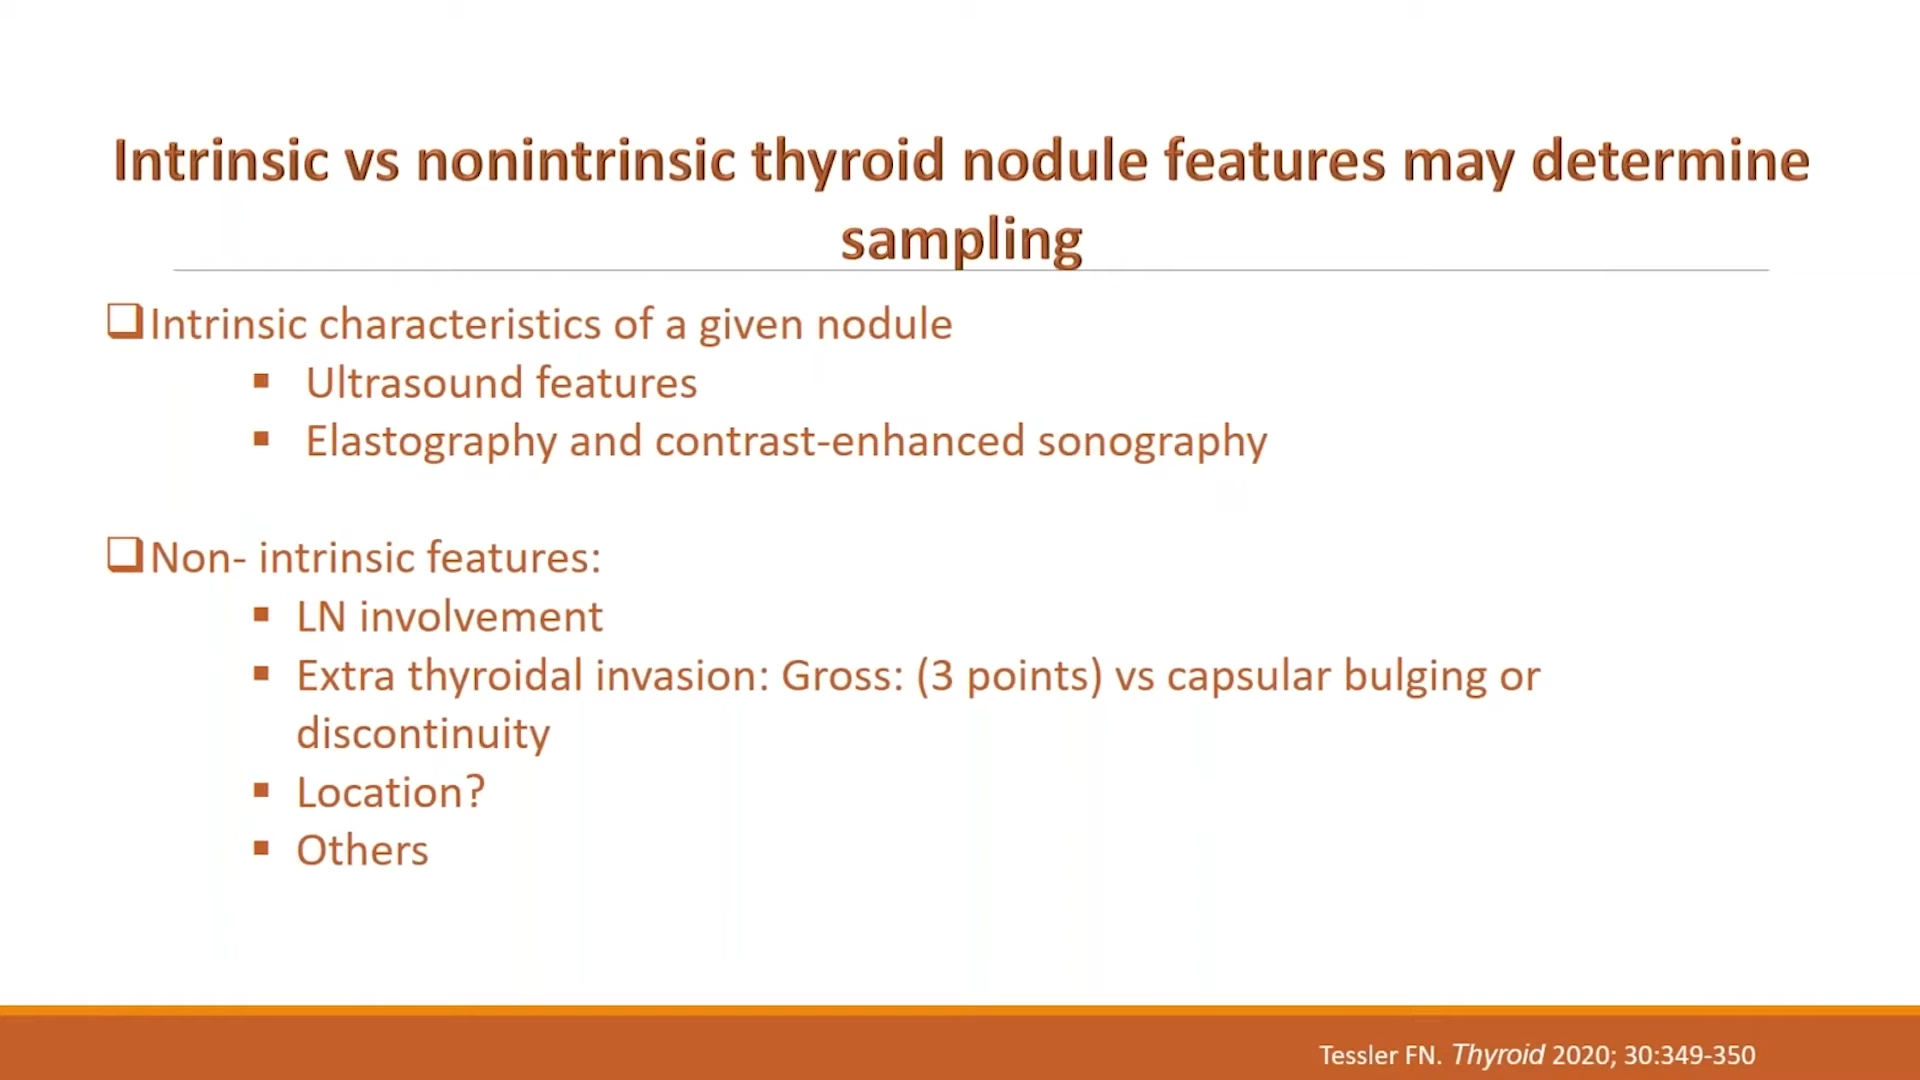 Intrinsic vs nonintrinsic thyroid nodule features may determine
sampling
Intrinsic characteristics of a given nodule
Ultrasound features
Elastography and contrast-enhanced sonography
Non- intrinsic features:
LN involvement
Extra thyroidal invasion: Gross: (3 points) vs capsular bulging or
discontinuity
Location?
Others
Tessler FN. Thyroid 2020; 30:349-350